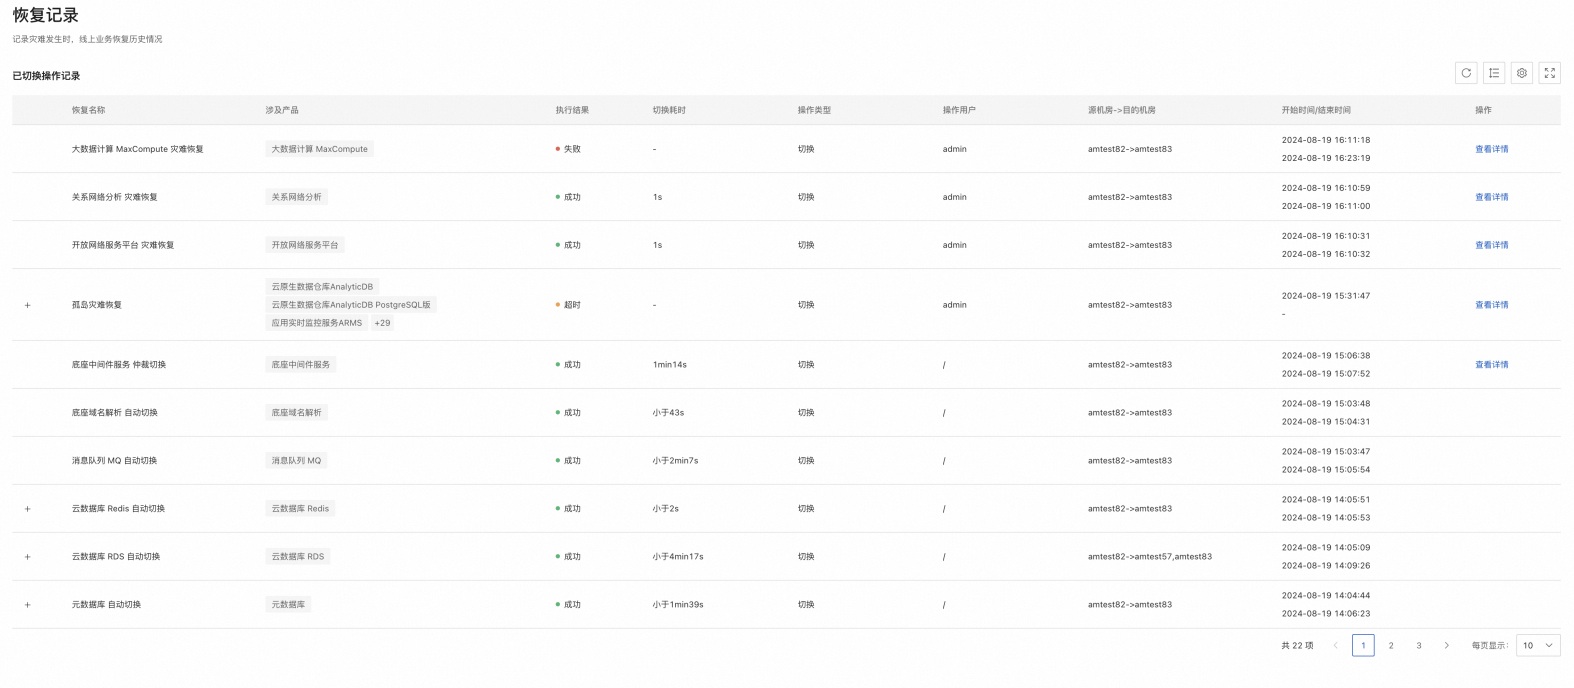 恢复记录
记录灾难发生时，线上业务恢复历史情况
已切换操作记录
恢复名称 涉及产品 执行结果 切换耗时 操作类型 操作用户 源机房->目的机房 开始时间/结束时间 操作
大数据计算 MaxCompute 灾难恢复 大数据计算 MaxCompute 失败 - 切换 admin amtest82->amtest83 2024-08-19 16:11:18 查看详情
2024-08-19 16:23:19
关系网络分析 灾难恢复 关系网络分析 成功 1s 切换 admin amtest82->amtest83 2024-08-19 16:10:59 查看详情
2024-08-19 16:11:00
开放网络服务平台 灾难恢复 开放网络服务平台 成功 1s 切换 admin amtest82->amtest83 2024-08-19 16:10:31 查看详情
2024-08-19 16:10:32
云原生数据仓库AnalyticDB
+ 孤岛灾难恢复 云原生数据仓库AnalyticDB PostgreSQL版 超时 - 切换 admin amtest82->amtest83 2024-08-19 15:31:47 查看详情
应用实时监控服务ARMS +29 -
底座中间件服务 仲裁切换 底座中间件服务 成功 1min14s 切换 / amtest82->amtest83 2024-08-19 15:06:38 查看详情
2024-08-19 15:07:52
底座域名解析 自动切换 底座域名解析 成功 小于43s 切换 / amtest82->amtest83 2024-08-19 15:03:48
2024-08-19 15:04:31
消息队列 MQ 自动切换 消息队列 MQ 成功 小于2min7s 切换 / amtest82->amtest83 2024-08-19 15:03:47
2024-08-19 15:05:54
+ 云数据库 Redis 自动切换 云数据库 Redis 成功 小于2s 切换 / amtest82->amtest83 2024-08-19 14:05:51
2024-08-19 14:05:53
+ 云数据库 RDS 自动切换 云数据库 RDS 成功 小于4min17s 切换 / amtest82->amtest57,amtest83 2024-08-19 14:05:09
2024-08-19 14:09:26
+ 元数据库 自动切换 元数据库 成功 小于1min39s 切换 / amtest82->amtest83 2024-08-19 14:04:44
2024-08-19 14:06:23
共 22 项 1 2 3 每页显示: 10